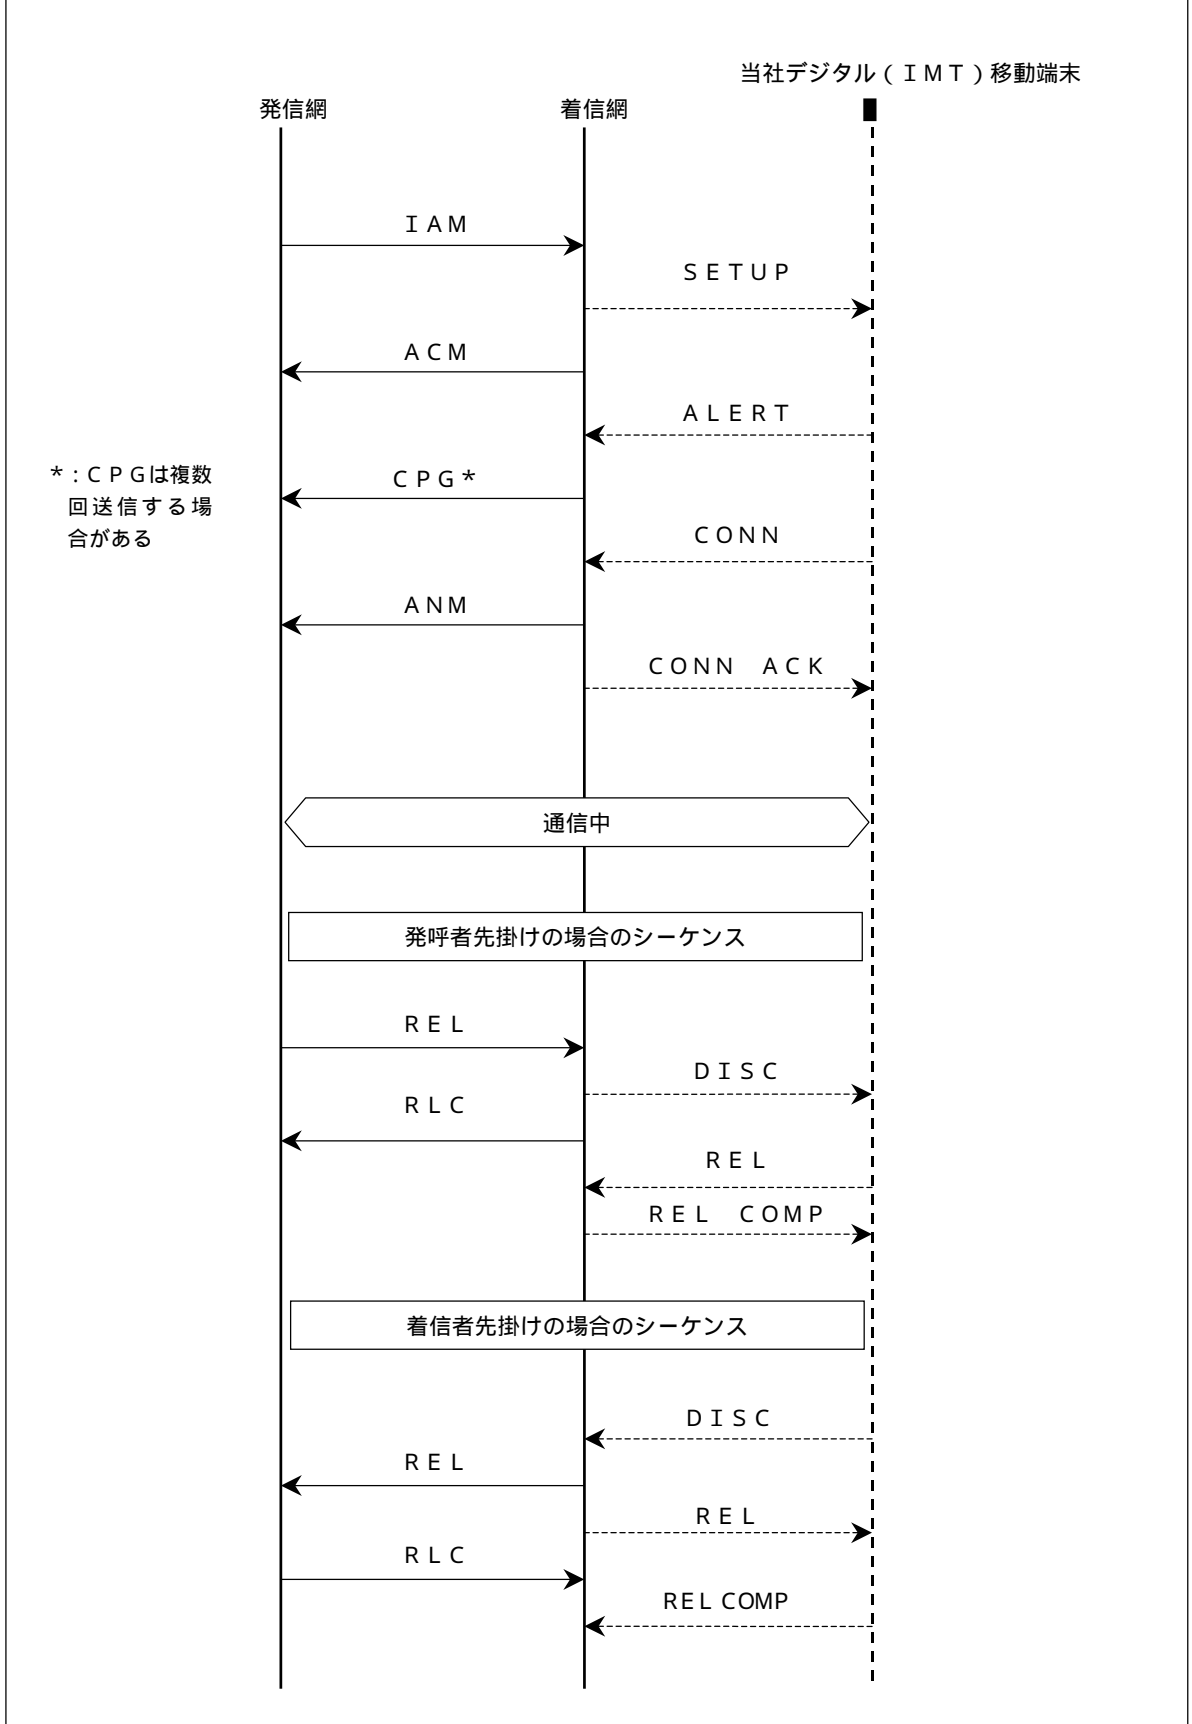 当社デジタル（ＩＭＴ）移動端末
発信網
着信網
ＩＡＭ
ＳＥＴＵＰ
ＡＣＭ
ＡＬＥＲＴ
＊：ＣＰＧは複数
回送信する場
合がある
ＣＰＧ＊
ＣＯＮＮ
ＡＮＭ
ＣＯＮＮ　ＡＣＫ
通信中
発呼者先掛けの場合のシーケンス
ＲＥＬ
ＤＩＳＣ
ＲＬＣ
ＲＥＬ
ＲＥＬ　ＣＯＭＰ
着信者先掛けの場合のシーケンス
ＤＩＳＣ
ＲＥＬ
ＲＥＬ
ＲＬＣ
REL COMP